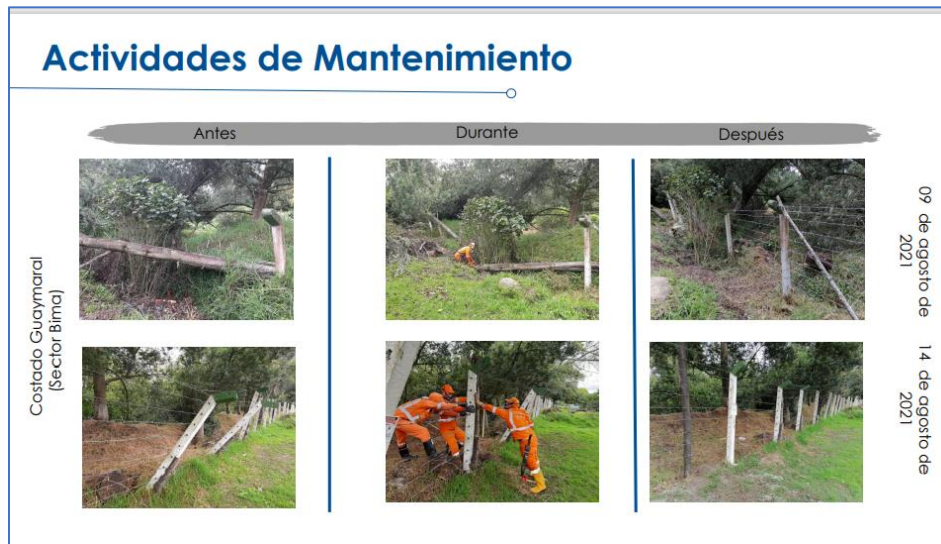 Actividades de Mantenimiento
Antes
Durante
Después
Costado Guaymaral
(Sector Bima)
09 de agosto de
2021
14 de agosto de
2021